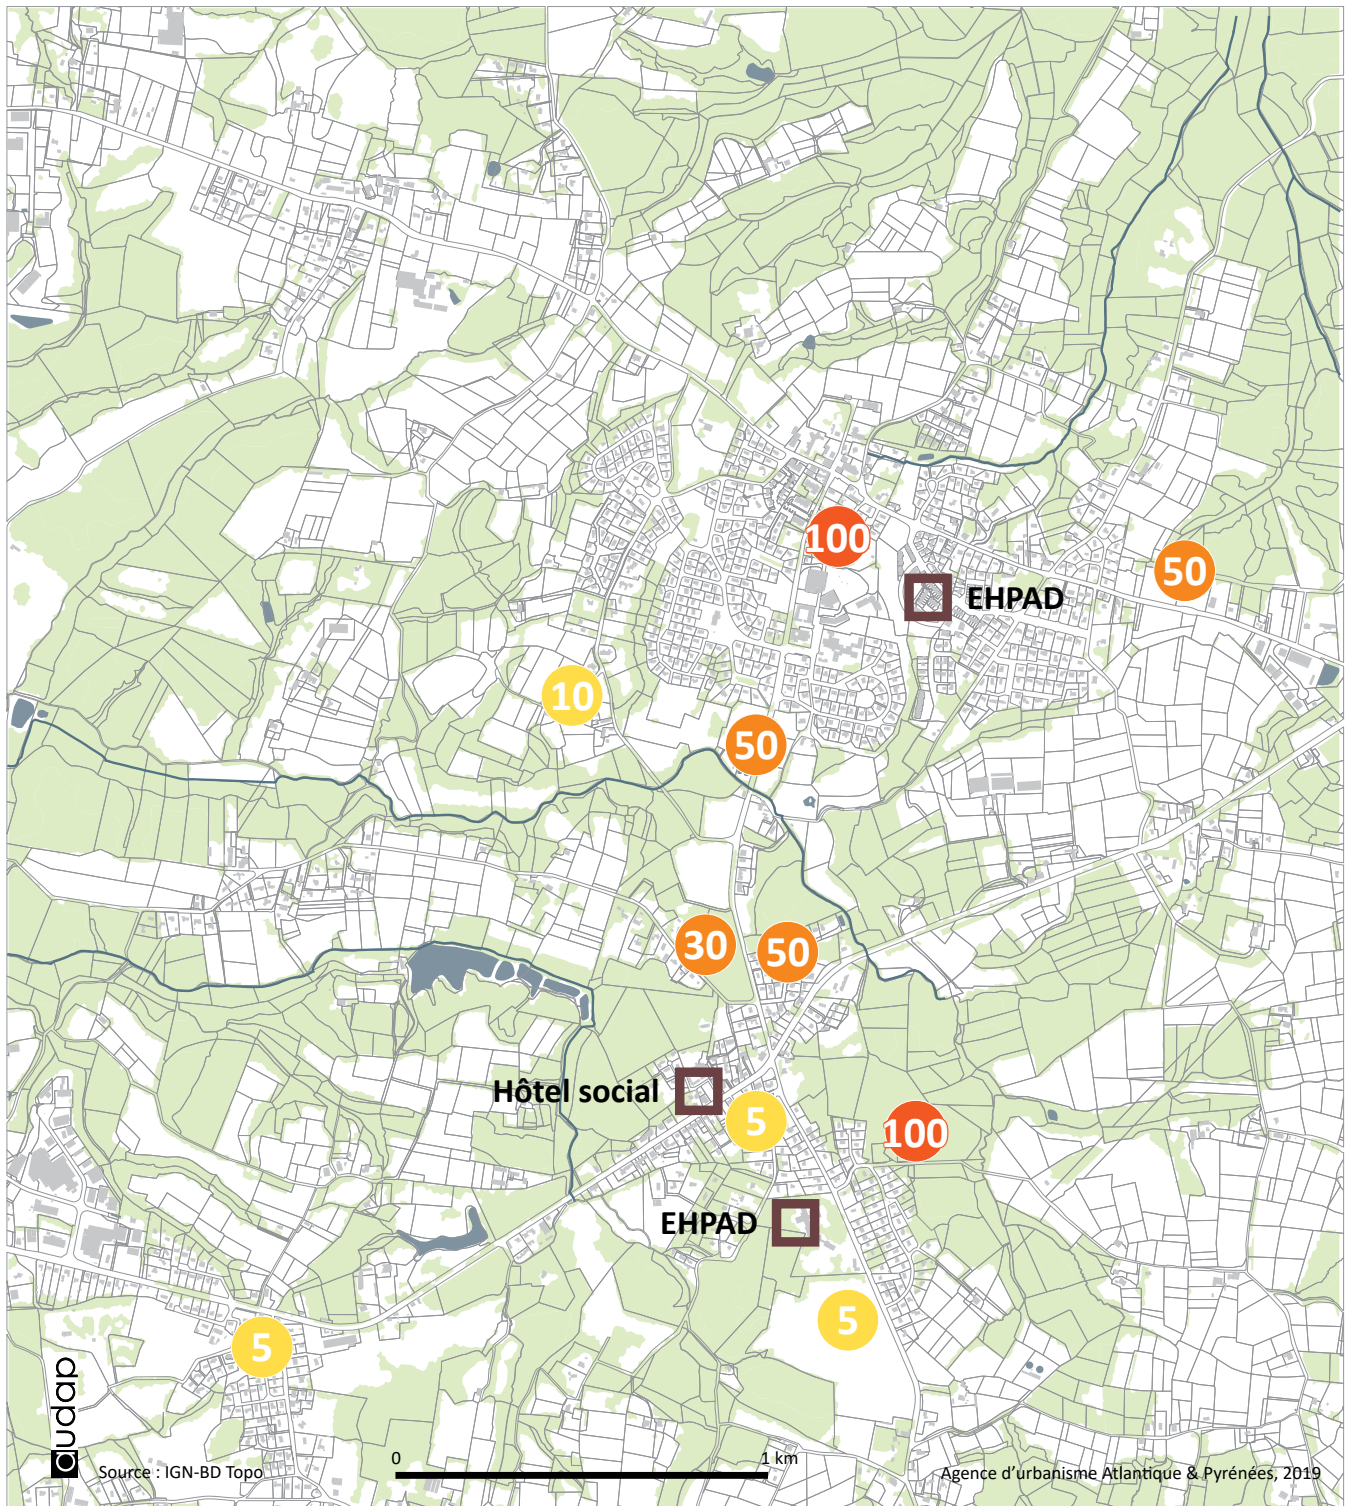 100
50
EHPAD
10
50
30
50
Hôtel social
5
100
EHPAD
5
5
audap
Source : IGN-BD Topo
0
1 km
Agence d'urbanisme Atlantique & Pyrénées, 2019